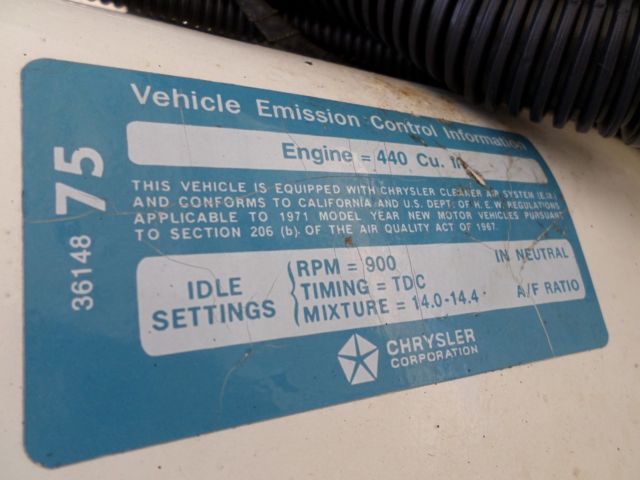 Vehicle Emission Control Information
Engine = 440 Cu. In.
THIS VEHICLE IS EQUIPPED WITH CHRYSLER CLEANER AIR SYSTEM
AND CONFORMS TO CALIFORNIA AND U.S. DEPT. OF H. E. W. REGULATIONS
APPLICABLE TO 1971 MODEL YEAR NEW MOTOR VEHICLES PURSUANT
TO SECTION 206 (b). OF THE AIR QUALITY ACT OF 1967.
IDLE
SETTINGS
RPM = 900 IN NEUTRAL
TIMING = TDC
MIXTURE = 14.0-14.4 A/F RATIO
CHRYSLER
CORPORATION
36148 75